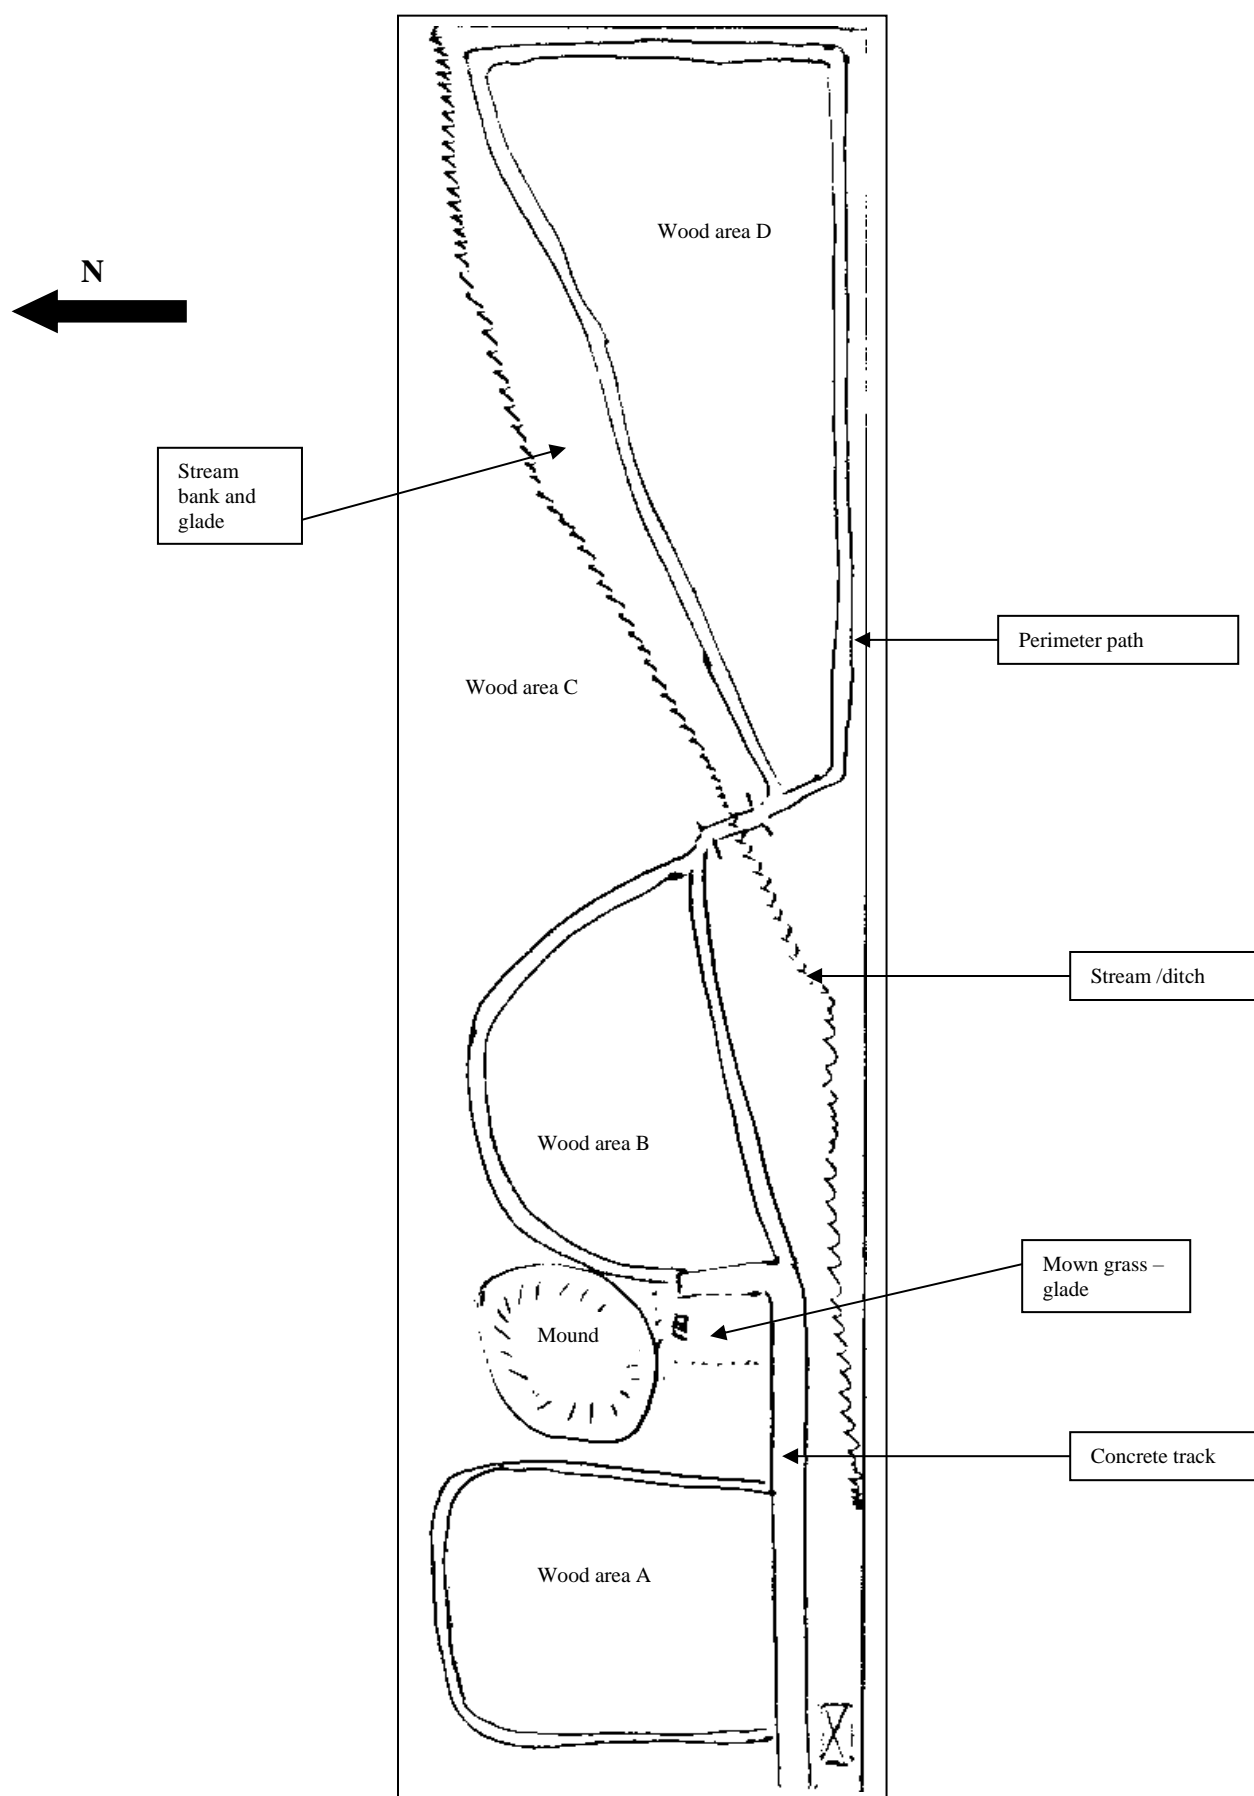 Wood area D
N
Stream
bank and
glade
Perimeter path
Wood area C
Stream /ditch
Wood area B
Mown grass –
glade
Mound
Concrete track
Wood area A